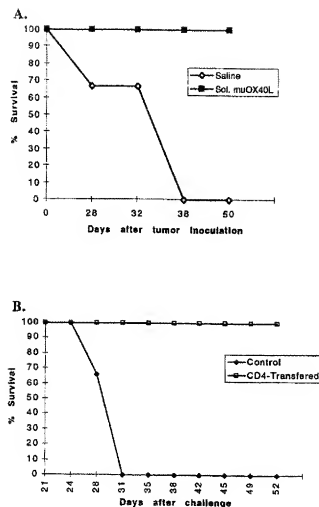 A.
100
90
80
70
60
50
40
30
20
10
0
% Survival
Saline
Sol. muOX40L
0 28 32 38 50
Days after tumor Inoculation
B.
100
90
80
70
60
50
40
30
20
10
0
% Survival
Control
CD4-Transfered
21 24 28 31 35 38 42 45 49 52
Days after challenge